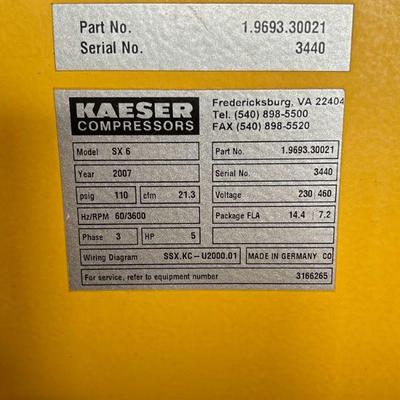 Part No. 1.9693.30021
Serial No. 3440
KAESER COMPRESSORS
Fredericksburg, VA 22404
Tel. (540) 898-5500
FAX (540) 898-5520
Model SX 6 Part No. 1.9693.30021
Year 2007 Serial No. 3440
psig 110 cfm 21.3 Voltage 230 460
Hz/RPM 60/3600 Package FLA 14.4 7.2
Phase 3 HP 5
Wiring Diagram SSX.KC-U2000.01 MADE IN GERMANY CO
For service, refer to equipment number 3166265